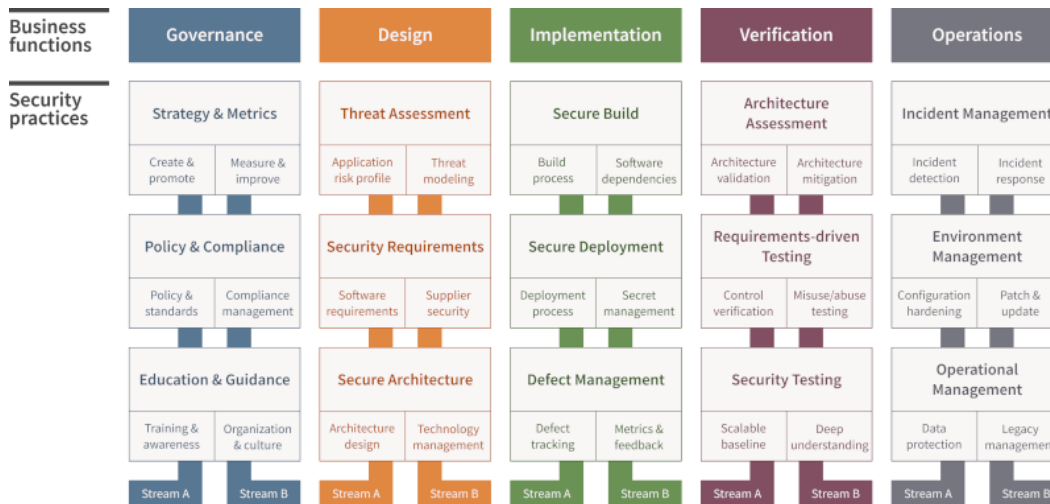 Business
functions
Governance
Design
Implementation
Verification
Operations
Security
practices
Strategy & Metrics
Create &
promote
Measure &
improve
Threat Assessment
Application
risk profile
Threat
modeling
Secure Build
Build
process
Software
dependencies
Architecture
Assessment
Architecture
validation
Architecture
mitigation
Incident Management
Incident
detection
Incident
response
Policy & Compliance
Policy &
standards
Compliance
management
Security Requirements
Software
requirements
Supplier
security
Secure Deployment
Deployment
process
Secret
management
Requirements-driven
Testing
Control
verification
Misuse/abuse
testing
Environment
Management
Configuration
hardening
Patch &
update
Education & Guidance
Training &
awareness
Organization
& culture
Secure Architecture
Architecture
design
Technology
management
Defect Management
Defect
tracking
Metrics &
feedback
Security Testing
Scalable
baseline
Deep
understanding
Operational
Management
Data
protection
Legacy
management
Stream A
Stream B
Stream A
Stream B
Stream A
Stream B
Stream A
Stream B
Stream A
Stream B